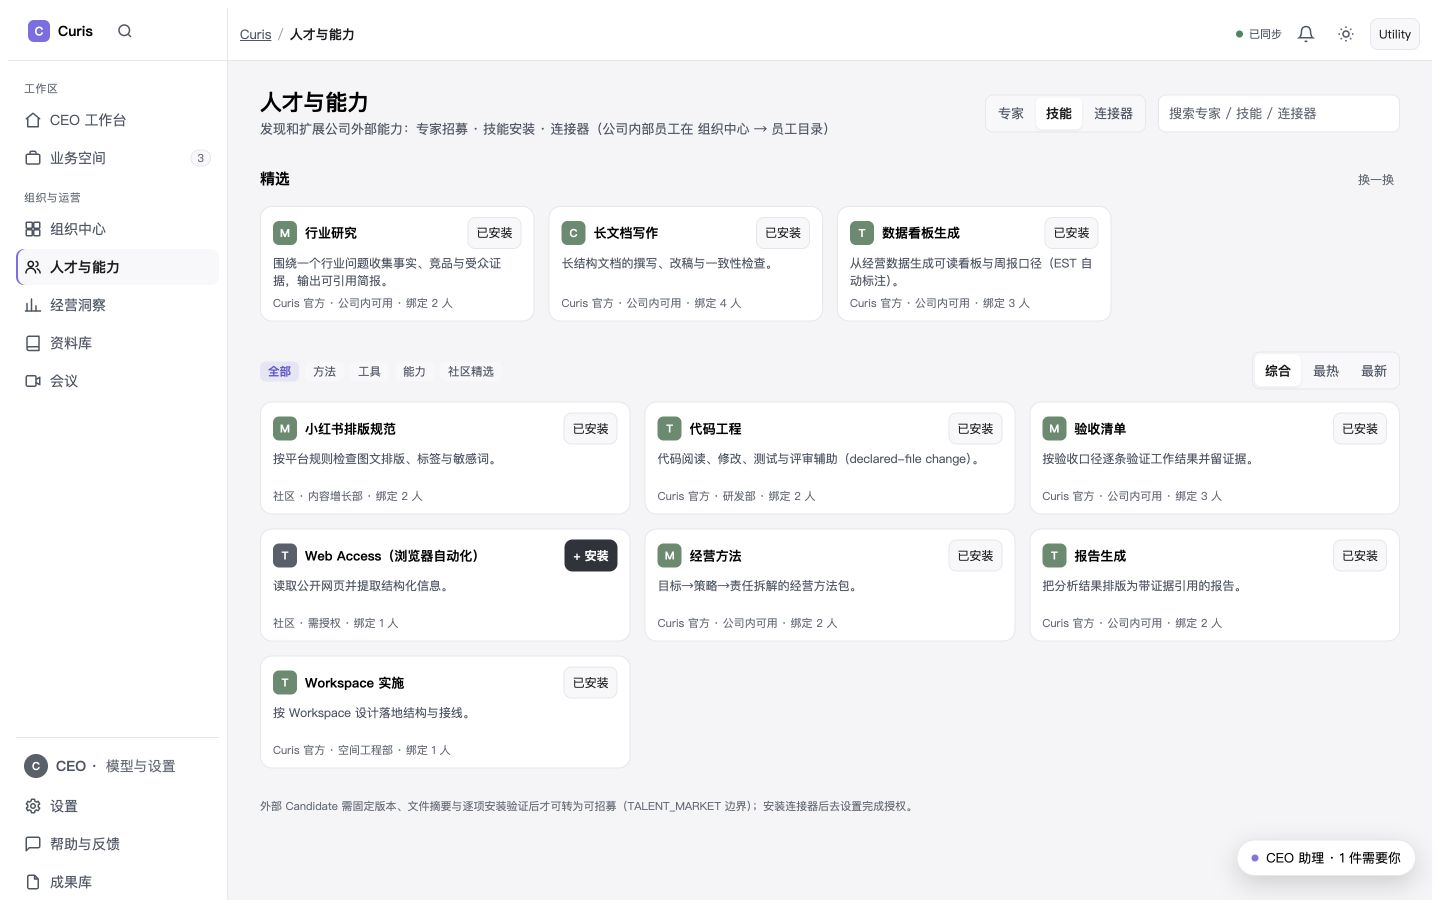 C Curis
工作区
CEO 工作台
业务空间 3
组织与运营
组织中心
人才与能力
经营洞察
资料库
会议
CEO · 模型与设置
C
设置
帮助与反馈
成果库
Curis / 人才与能力
已同步
Utility
人才与能力
发现和扩展公司外部能力：专家招募 · 技能安装 · 连接器（公司内部员工在 组织中心 → 员工目录）
专家 技能 连接器
搜索专家 / 技能 / 连接器
精选
换一换
M 行业研究 已安装
围绕一个行业问题收集事实、竞品与受众证
据，输出可引用简报。
Curis 官方 · 公司内可用 · 绑定 2 人
C 长文档写作 已安装
长结构文档的撰写、改稿与一致性检查。
Curis 官方 · 公司内可用 · 绑定 4 人
T 数据看板生成 已安装
从经营数据生成可读看板与周报口径（EST 自
动标注）。
Curis 官方 · 公司内可用 · 绑定 3 人
全部 方法 工具 能力 社区精选
综合 最热 最新
M 小红书排版规范 已安装
按平台规则检查图文排版、标签与敏感词。
社区 · 内容增长部 · 绑定 2 人
T 代码工程 已安装
代码阅读、修改、测试与评审辅助（declared-file change）。
Curis 官方 · 研发部 · 绑定 2 人
M 验收清单 已安装
按验收口径逐条验证工作结果并留证据。
Curis 官方 · 公司内可用 · 绑定 3 人
T Web Access（浏览器自动化） + 安装
读取公开网页并提取结构化信息。
社区 · 需授权 · 绑定 1 人
M 经营方法 已安装
目标→策略→责任拆解的经营方法包。
Curis 官方 · 公司内可用 · 绑定 2 人
T 报告生成 已安装
把分析结果排版为带证据引用的报告。
Curis 官方 · 公司内可用 · 绑定 2 人
T Workspace 实施 已安装
按 Workspace 设计落地结构与接线。
Curis 官方 · 空间工程部 · 绑定 1 人
外部 Candidate 需固定版本、文件摘要与逐项安装验证后才可转为可招募（TALENT_MARKET 边界）；安装连接器后去设置完成授权。
CEO 助理 · 1 件需要你